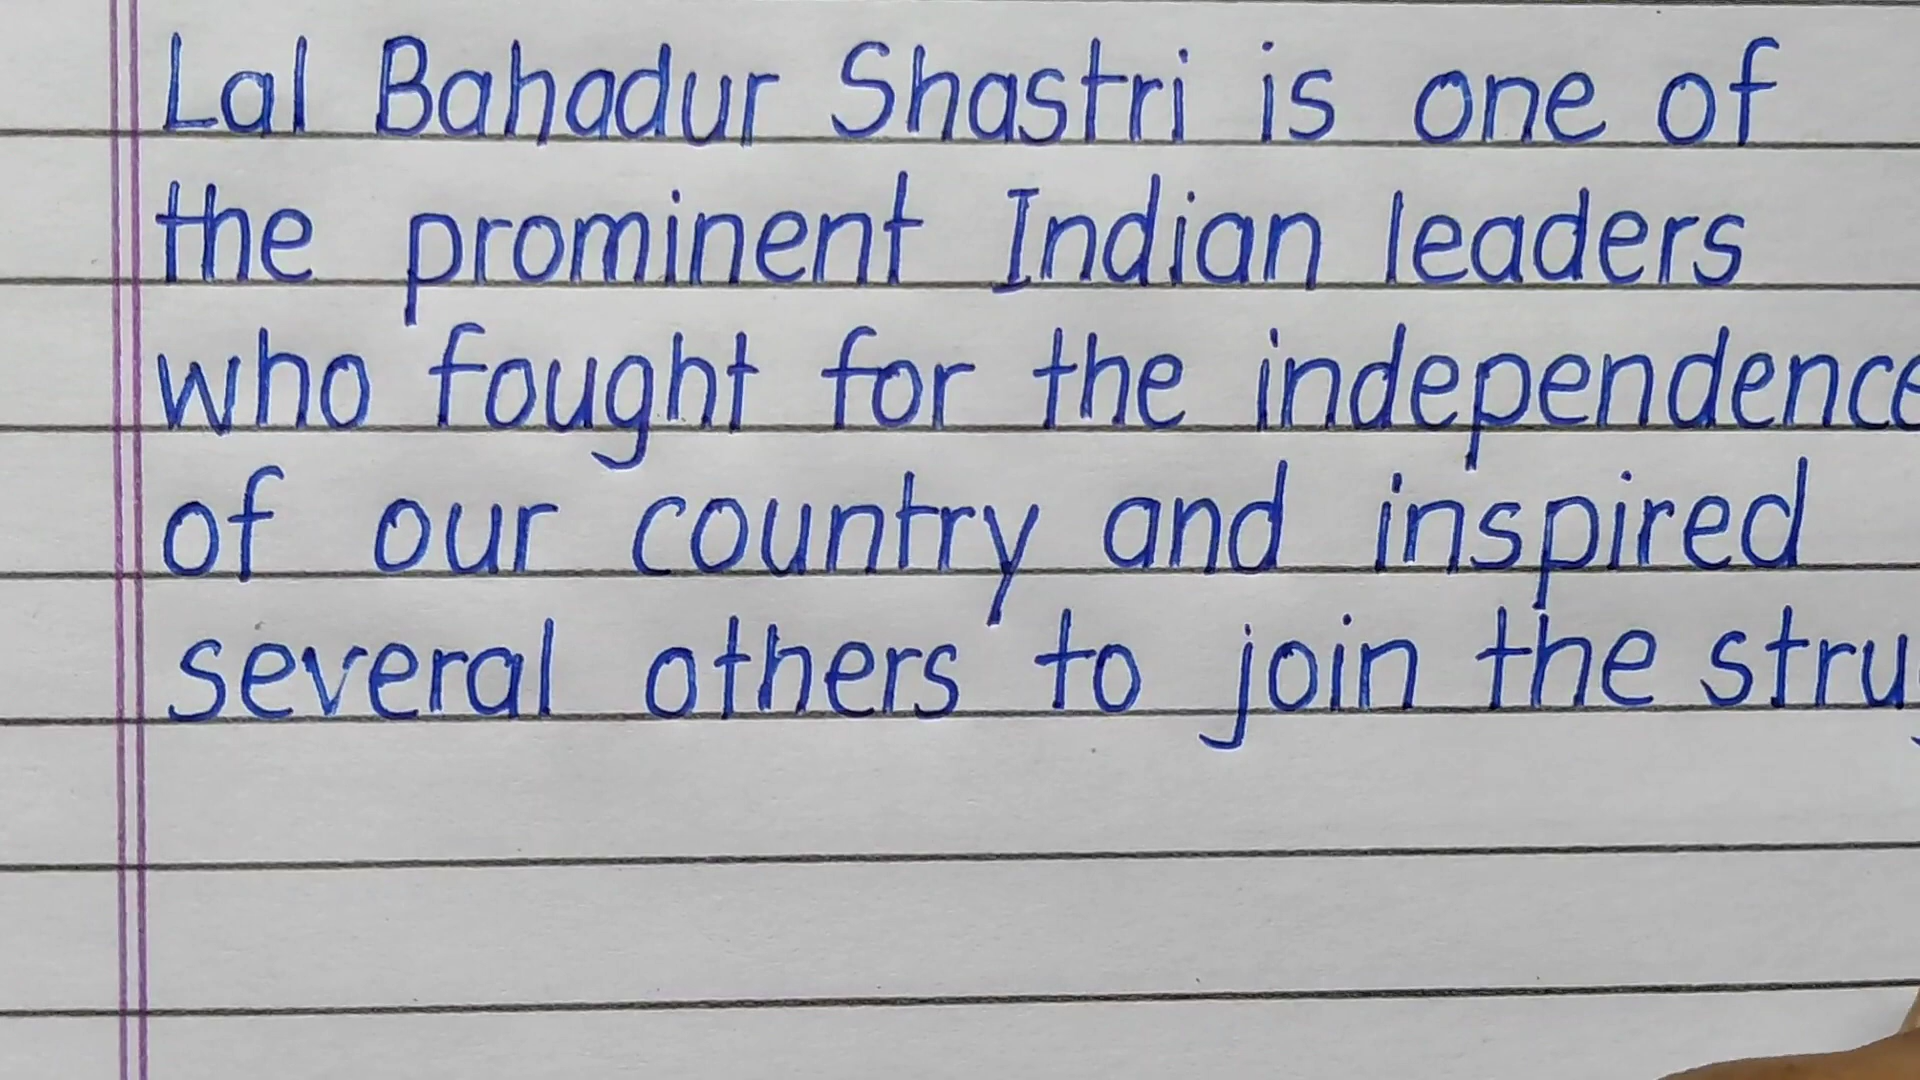 Lal Bahadur Shastri is one of
the prominent Indian leaders
who fought for the independence
of our country and inspired
several others to join the